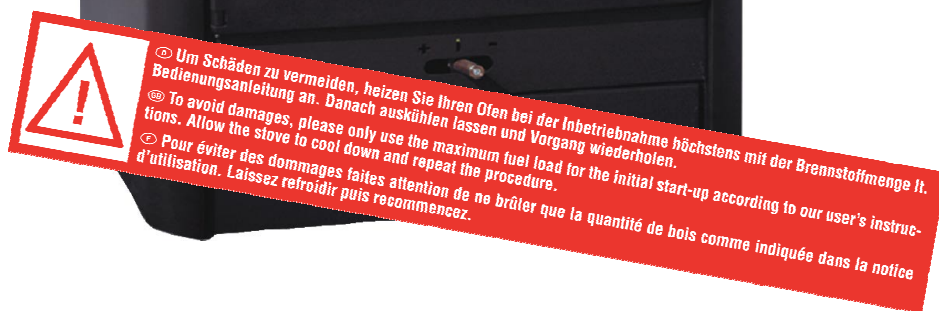 + I −
D Um Schäden zu vermeiden, heizen Sie Ihren Ofen bei der Inbetriebnahme höchstens mit der Brennstoffmenge lt.
Bedienungsanleitung an. Danach auskühlen lassen und Vorgang wiederholen.
GB To avoid damages, please only use the maximum fuel load for the initial start-up according to our user's instruc-
tions. Allow the stove to cool down and repeat the procedure.
F Pour éviter des dommages faites attention de ne brûler que la quantité de bois comme indiquée dans la notice
d'utilisation. Laissez refroidir puis recommencez.